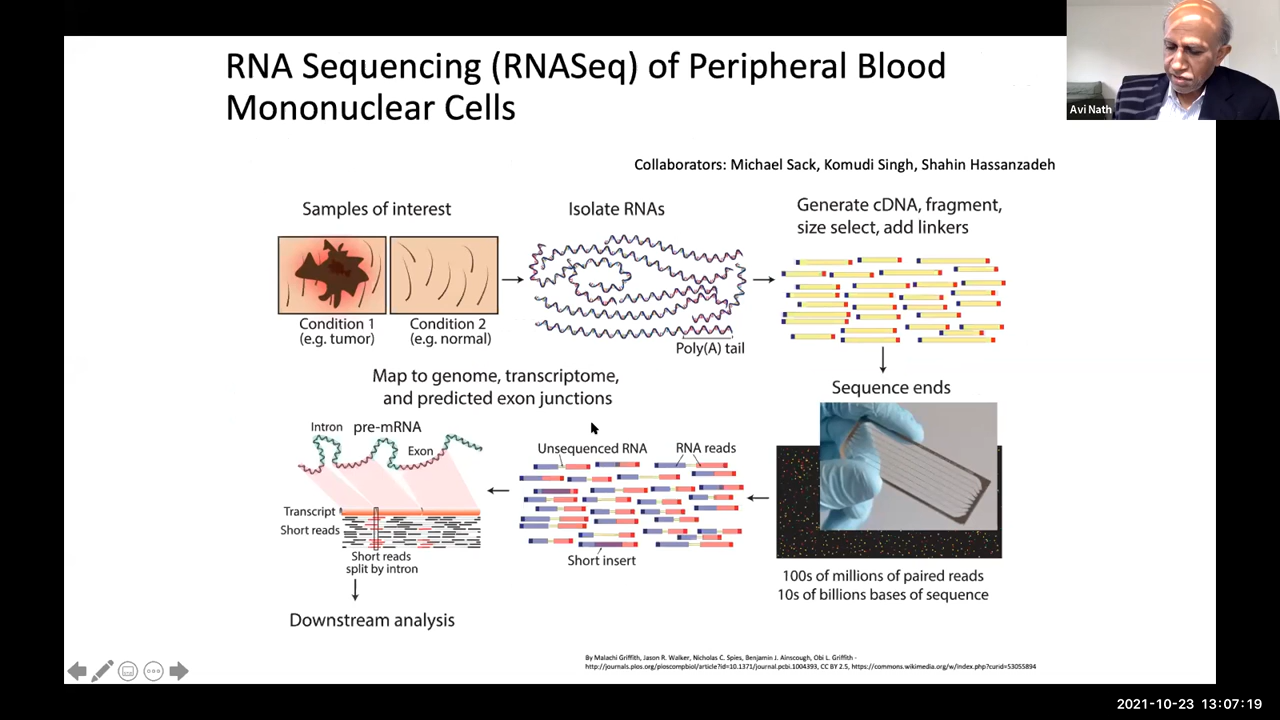 RNA Sequencing (RNASeq) of Peripheral Blood
Mononuclear Cells
Avi Nath
Collaborators: Michael Sack, Komudi Singh, Shahin Hassanzadeh
Samples of interest
Isolate RNAs
Generate cDNA, fragment,
size select, add linkers
Condition 1
(e.g. tumor)
Condition 2
(e.g. normal)
Poly(A) tail
Map to genome, transcriptome,
and predicted exon junctions
Sequence ends
Intron
pre-mRNA
Exon
Unsequenced RNA
RNA reads
Transcript
Short reads
Short reads
split by intron
Short insert
100s of millions of paired reads
10s of billions bases of sequence
Downstream analysis
By Malachi Griffith, Jason R. Walker, Nicholas C. Spies, Benjamin J. Ainscough, Obi L. Griffith -
http://journals.plos.org/ploscompbiol/article?id=10.1371/journal.pcbi.1004393, CC BY 2.5, https://commons.wikimedia.org/w/index.php?curid=53055894
2021-10-23 13:07:19